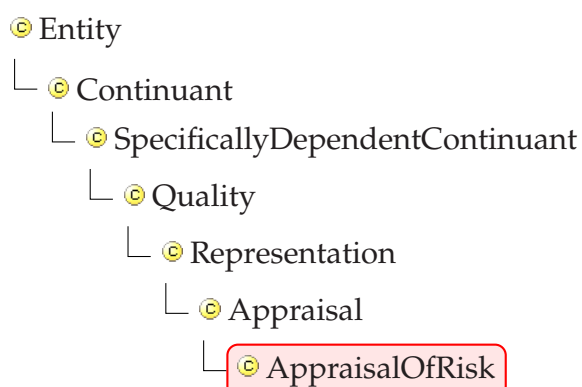 Entity
Continuant
SpecificallyDependentContinuant
Quality
Representation
Appraisal
AppraisalOfRisk